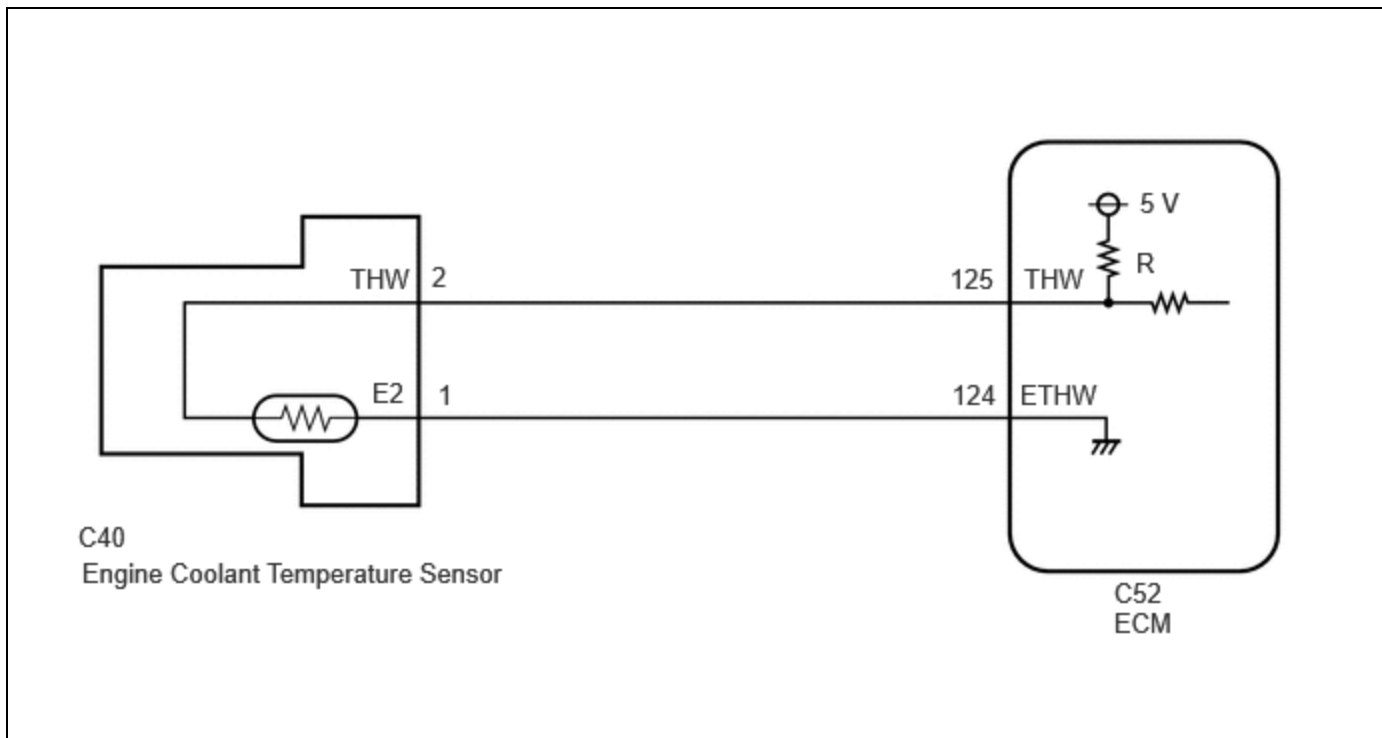 5 V
R
THW 2
125 THW
E2 1
124 ETHW
C40
Engine Coolant Temperature Sensor
C52
ECM